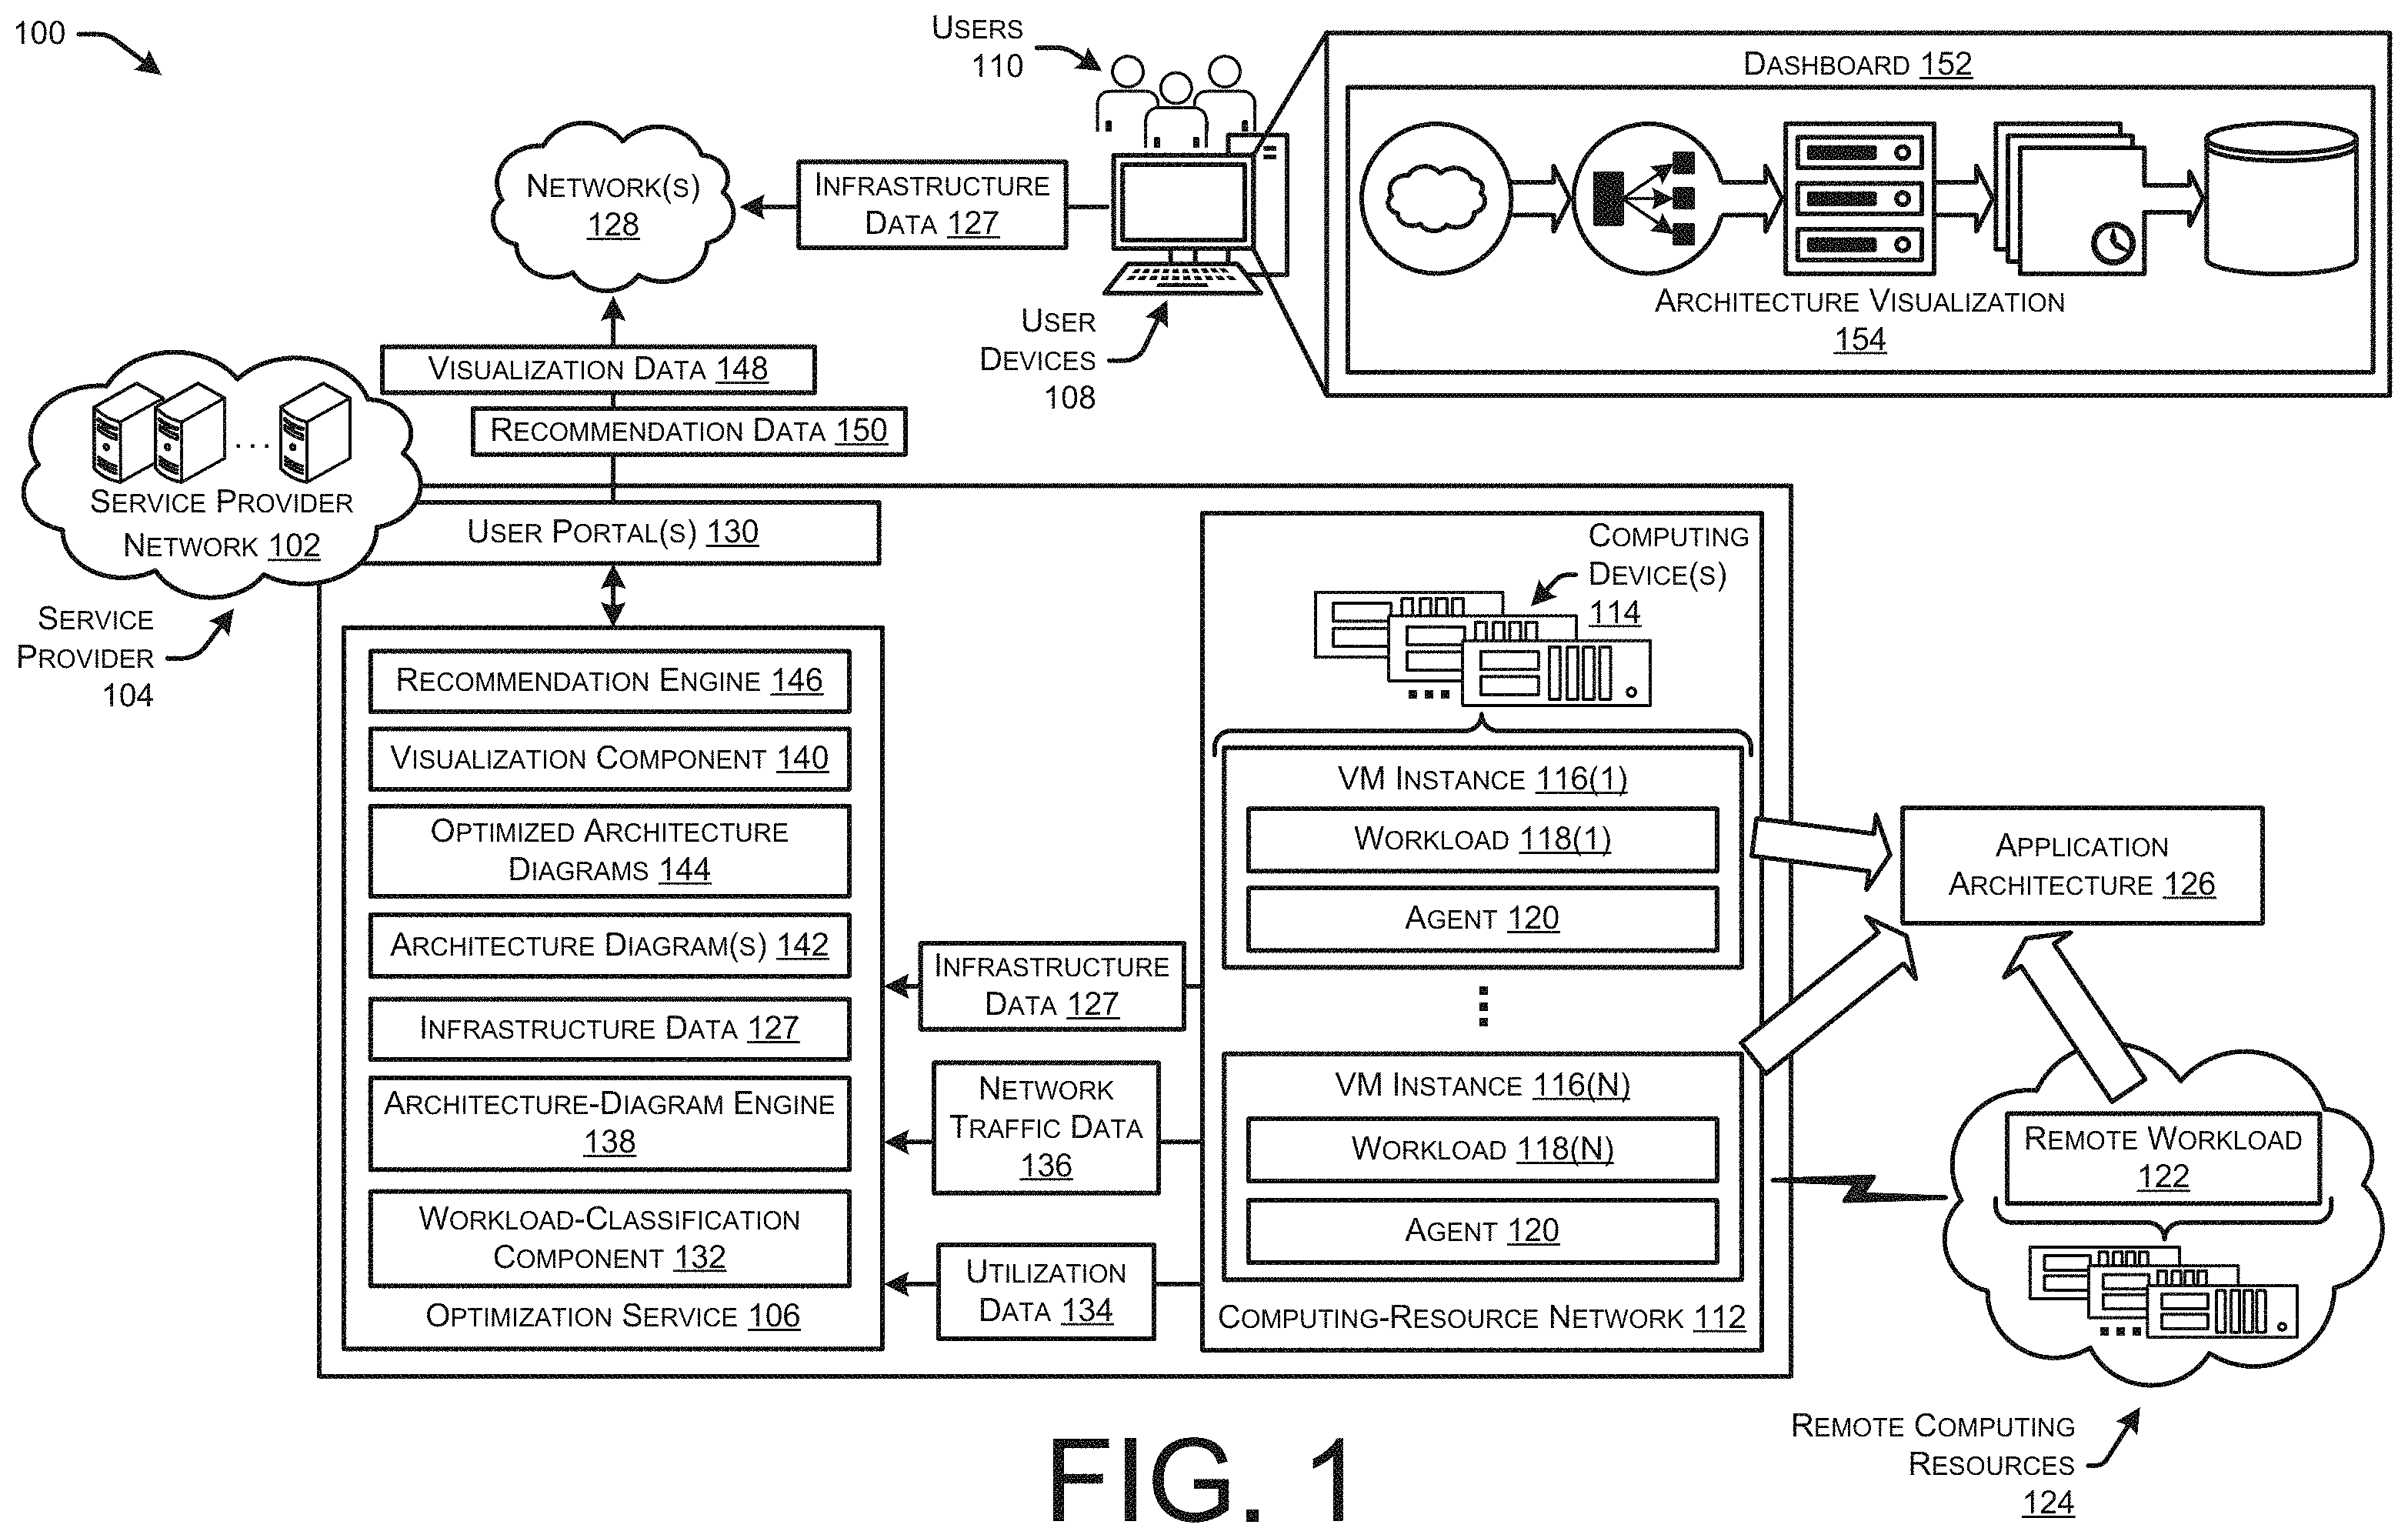 100
USERS
110
DASHBOARD 152
ARCHITECTURE VISUALIZATION
154
NETWORK(S)
128
INFRASTRUCTURE
DATA 127
USER
DEVICES
108
VISUALIZATION DATA 148
RECOMMENDATION DATA 150
...
SERVICE PROVIDER
NETWORK 102
SERVICE
PROVIDER
104
USER PORTAL(S) 130
RECOMMENDATION ENGINE 146
VISUALIZATION COMPONENT 140
OPTIMIZED ARCHITECTURE
DIAGRAMS 144
ARCHITECTURE DIAGRAM(S) 142
INFRASTRUCTURE DATA 127
ARCHITECTURE-DIAGRAM ENGINE
138
WORKLOAD-CLASSIFICATION
COMPONENT 132
OPTIMIZATION SERVICE 106
INFRASTRUCTURE
DATA 127
NETWORK
TRAFFIC DATA
136
UTILIZATION
DATA 134
COMPUTING
DEVICE(S)
114
VM INSTANCE 116(1)
WORKLOAD 118(1)
AGENT 120
VM INSTANCE 116(N)
WORKLOAD 118(N)
AGENT 120
COMPUTING-RESOURCE NETWORK 112
APPLICATION
ARCHITECTURE 126
REMOTE WORKLOAD
122
REMOTE COMPUTING
RESOURCES
124
FIG. 1